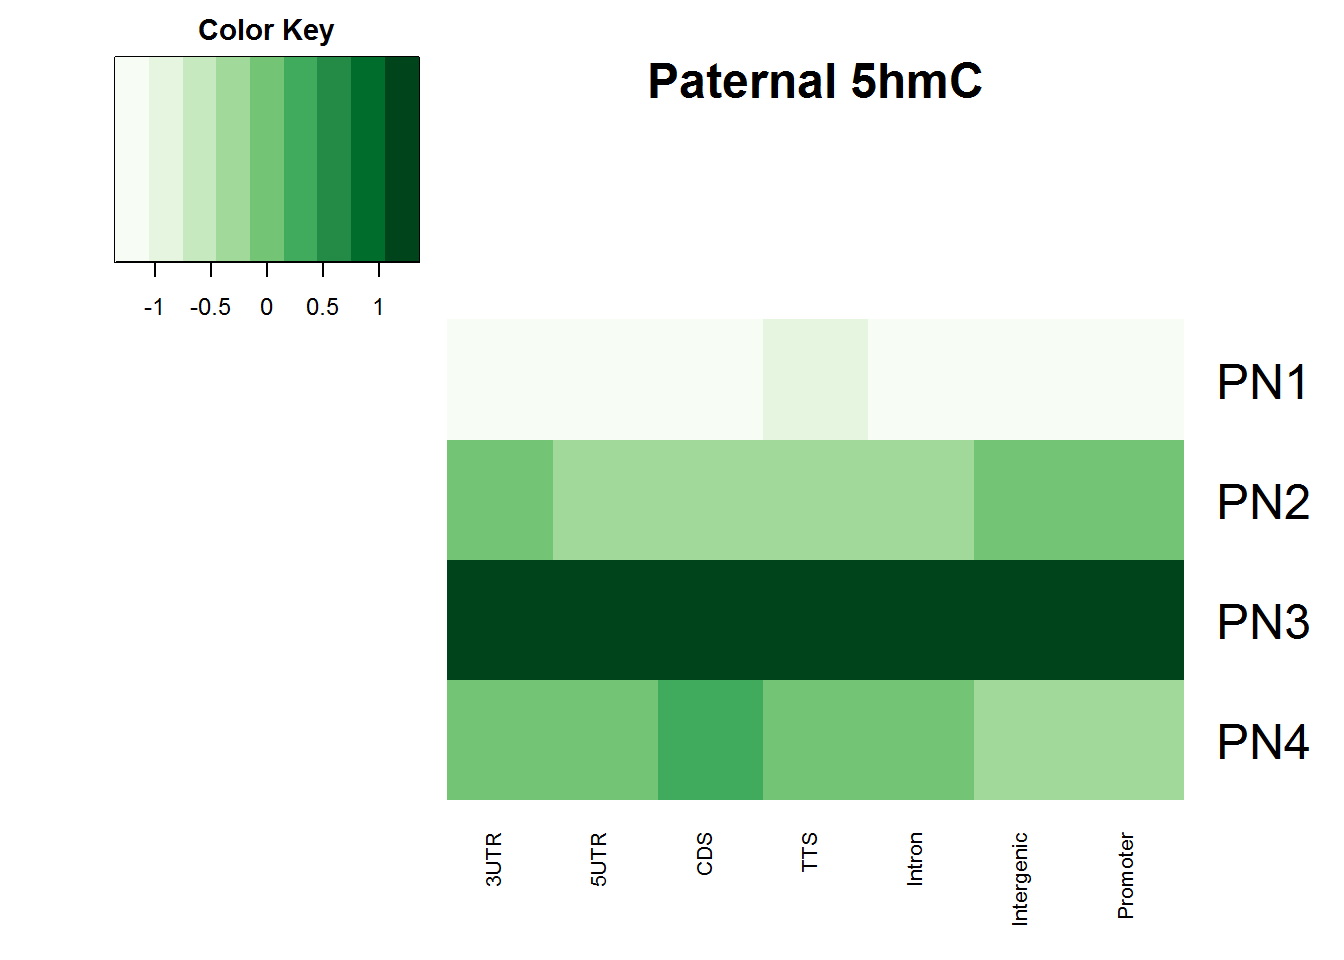 Color Key
Paternal 5hmC
-1 -0.5 0 0.5 1
PN1
PN2
PN3
PN4
3UTR 5UTR CDS TTS Intron Intergenic Promoter